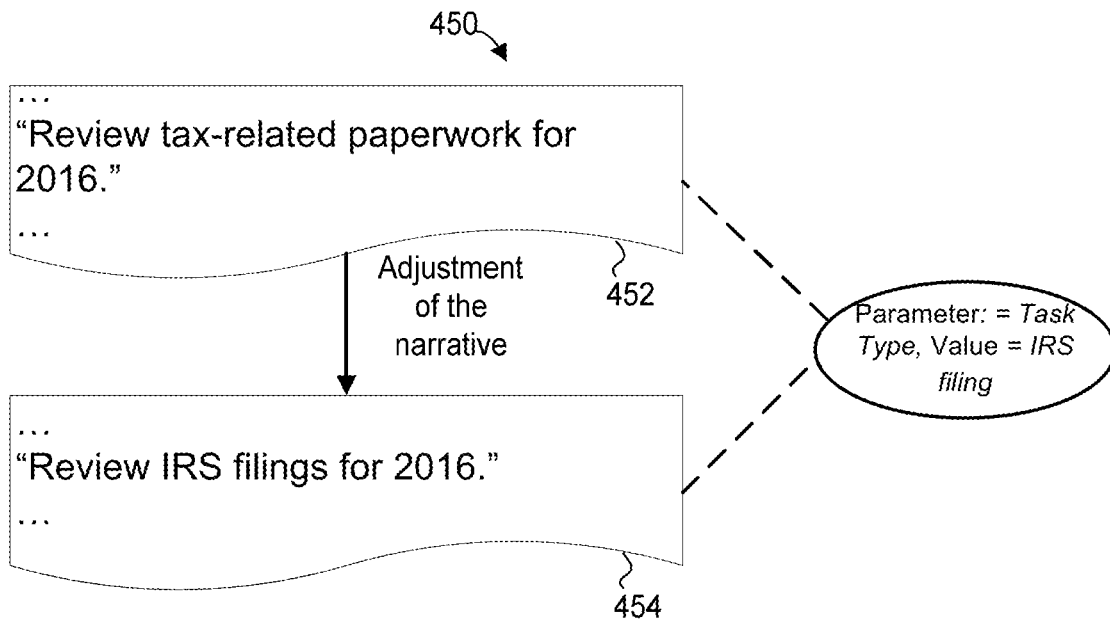 450
…
“Review tax-related paperwork for
2016.”
…
452
Adjustment
of the
narrative
Parameter: = Task
Type, Value = IRS
filing
…
“Review IRS filings for 2016.”
…
454